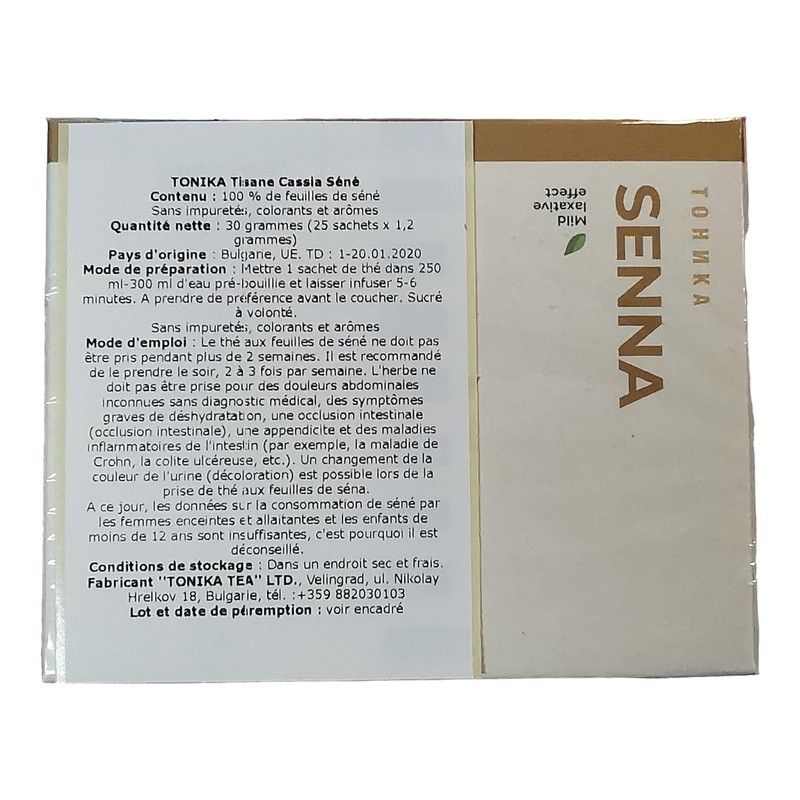 TONIKA Tisane Cassia Séné
Contenu : 100 % de feuilles de séné
Sans impuretés, colorants et arômes
Quantité nette : 30 grammes (25 sachets x 1,2
grammes)
Pays d'origine : Bulgarie, UE. TD : 1-20.01.2020
Mode de préparation : Mettre 1 sachet de thé dans 250
ml-300 ml d'eau pré-bouillie et laisser infuser 5-6
minutes. A prendre de préférence avant le coucher. Sucré
à volonté.
Sans impuretés, colorants et arômes
Mode d'emploi : Le thé aux feuilles de séné ne doit pas
être pris pendant plus de 2 semaines. Il est recommandé
de le prendre le soir, 2 à 3 fois par semaine. L'herbe ne
doit pas être prise pour des douleurs abdominales
inconnues sans diagnostic médical, des symptômes
graves de déshydratation, une occlusion intestinale
(occlusion intestinale), une appendicite et des maladies
inflammatoires de l'intestin (par exemple, la maladie de
Crohn, la colite ulcéreuse, etc.). Un changement de la
couleur de l'urine (décoloration) est possible lors de la
prise de thé aux feuilles de séna.
A ce jour, les données sur la consommation de séné par
les femmes enceintes et allaitantes et les enfants de
moins de 12 ans sont insuffisantes, c'est pourquoi il est
déconseillé.
Conditions de stockage : Dans un endroit sec et frais.
Fabricant "TONIKA TEA" LTD., Velingrad, ul. Nikolay
Hrelkov 18, Bulgarie, tél. :+359 882030103
Lot et date de péremption : voir encadré
ТОНИКА
SENNA
Mild
laxative
effect